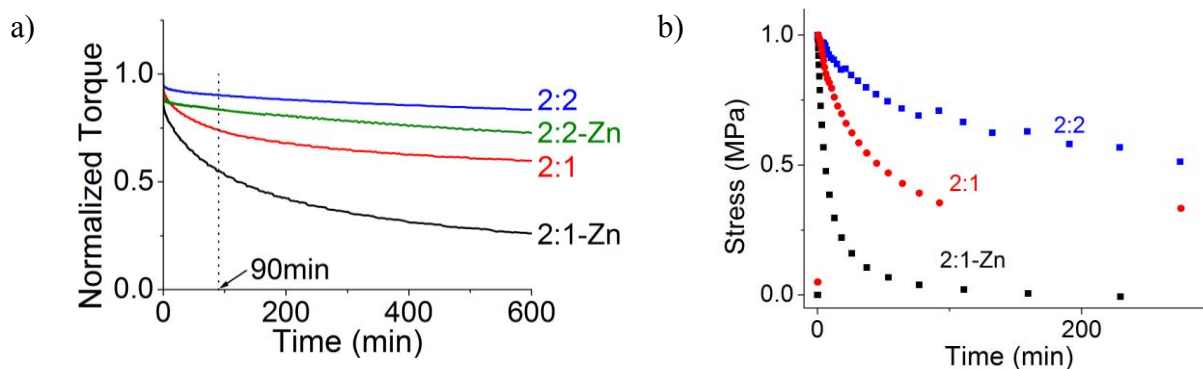 a)
Normalized Torque
1.0
0.5
0.0
2:2
2:2-Zn
2:1
2:1-Zn
90min
0
200
400
600
Time (min)
b)
Stress (MPa)
1.0
0.5
0.0
2:2
2:1
2:1-Zn
0
200
Time (min)